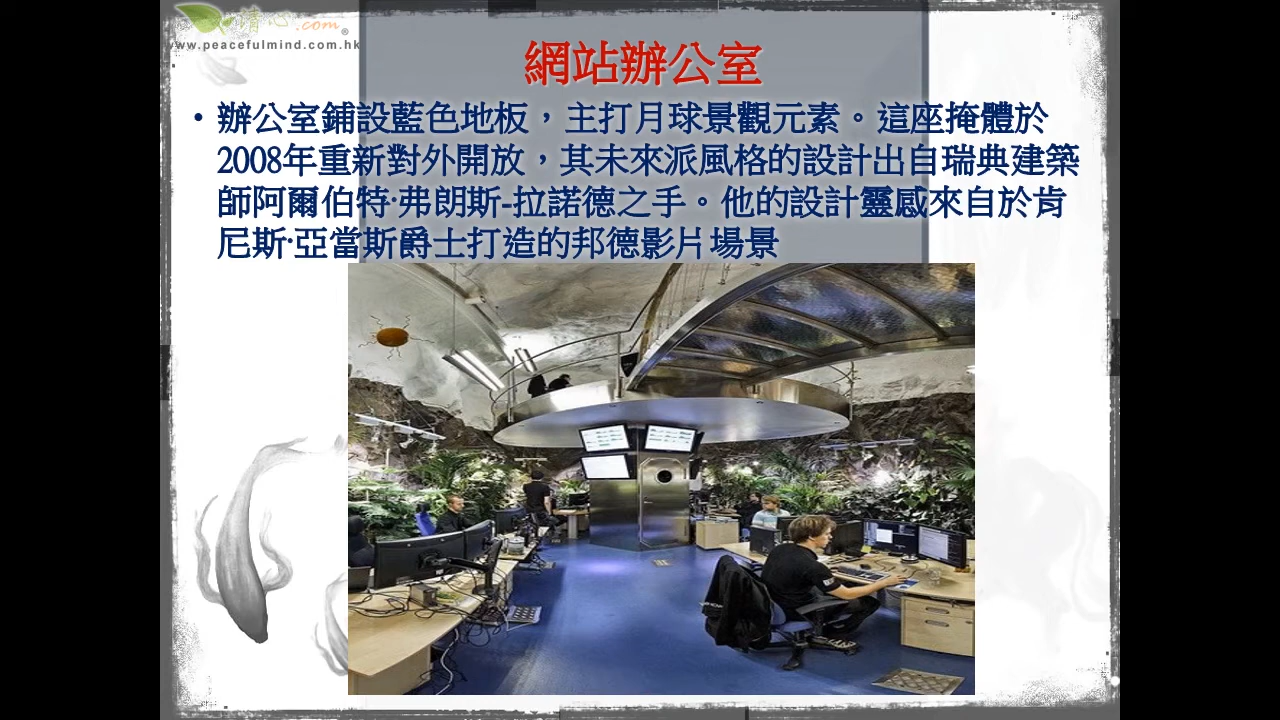 清心.com®
www.peacefulmind.com.hk
網站辦公室
• 辦公室鋪設藍色地板，主打月球景觀元素。這座掩體於
2008年重新對外開放，其未來派風格的設計出自瑞典建築
師阿爾伯特·弗朗斯-拉諾德之手。他的設計靈感來自於肯
尼斯·亞當斯爵士打造的邦德影片場景